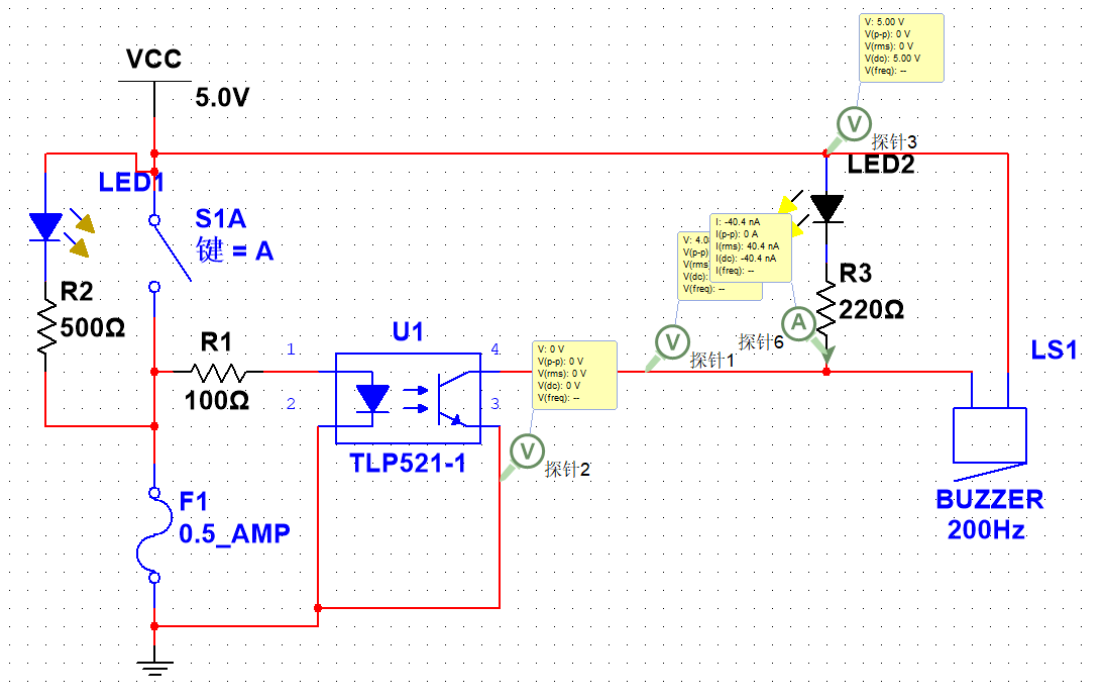 V: 5.00 V
V(p-p): 0 V
V(rms): 0 V
V(dc): 5.00 V
V(freq): --
VCC
5.0V
探针3
LED2
LED1
S1A
键 = A
I: -40.4 nA
I(p-p): 0 A
I(rms): 40.4 nA
I(dc): -40.4 nA
I(freq): --
V: 4.0
V(p-p)
V(rms
V(dc):
V(freq): --
R3
220Ω
R2
500Ω
探针6
探针1
R1
100Ω
U1
1
2
4
3
TLP521-1
V: 0 V
V(p-p): 0 V
V(rms): 0 V
V(dc): 0 V
V(freq): --
探针2
LS1
BUZZER
200Hz
F1
0.5_AMP
V
V
V
A